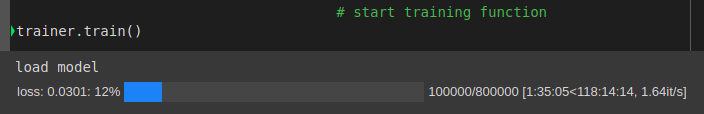 # start training function
trainer.train()
load model
loss: 0.0301: 12% 100000/800000 [1:35:05<118:14:14, 1.64it/s]